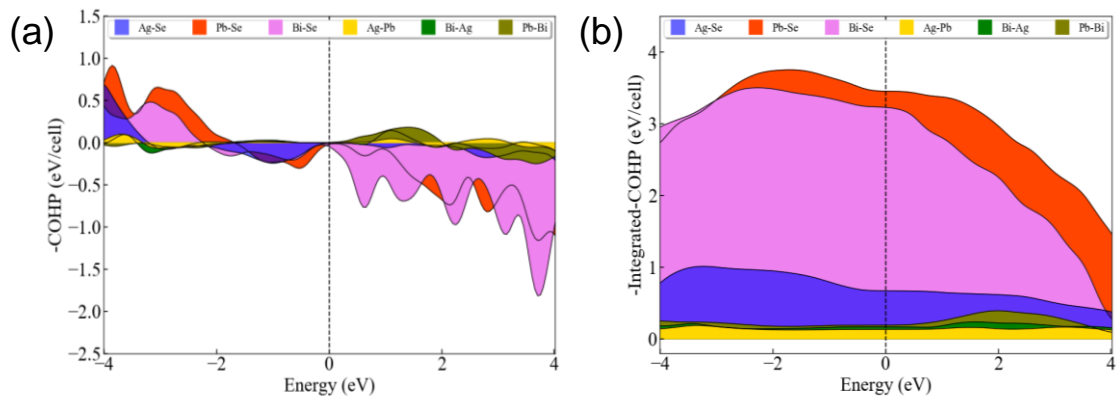 (a)
Ag-Se Pb-Se Bi-Se Ag-Pb Bi-Ag Pb-Bi
1.5
1.0
0.5
0.0
−0.5
−1.0
−1.5
−2.0
−2.5
-COHP (eV/cell)
−4 −2 0 2 4
Energy (eV)
(b)
Ag-Se Pb-Se Bi-Se Ag-Pb Bi-Ag Pb-Bi
4
3
2
1
0
-Integrated-COHP (eV/cell)
−4 −2 0 2 4
Energy (eV)